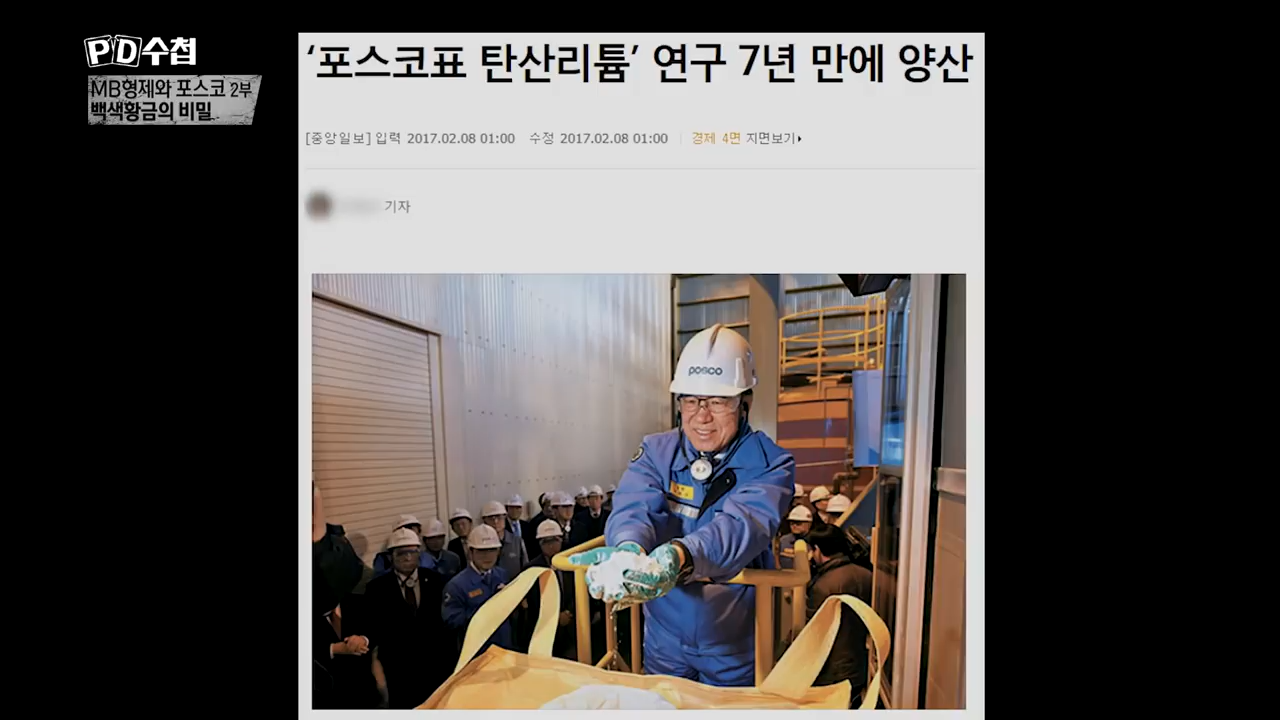 PD수첩
MB형제와 포스코 2부
백색황금의 비밀
‘포스코표 탄산리튬’ 연구 7년 만에 양산
[중앙일보] 입력 2017.02.08 01:00 수정 2017.02.08 01:00 경제 4면 지면보기
기자
posco